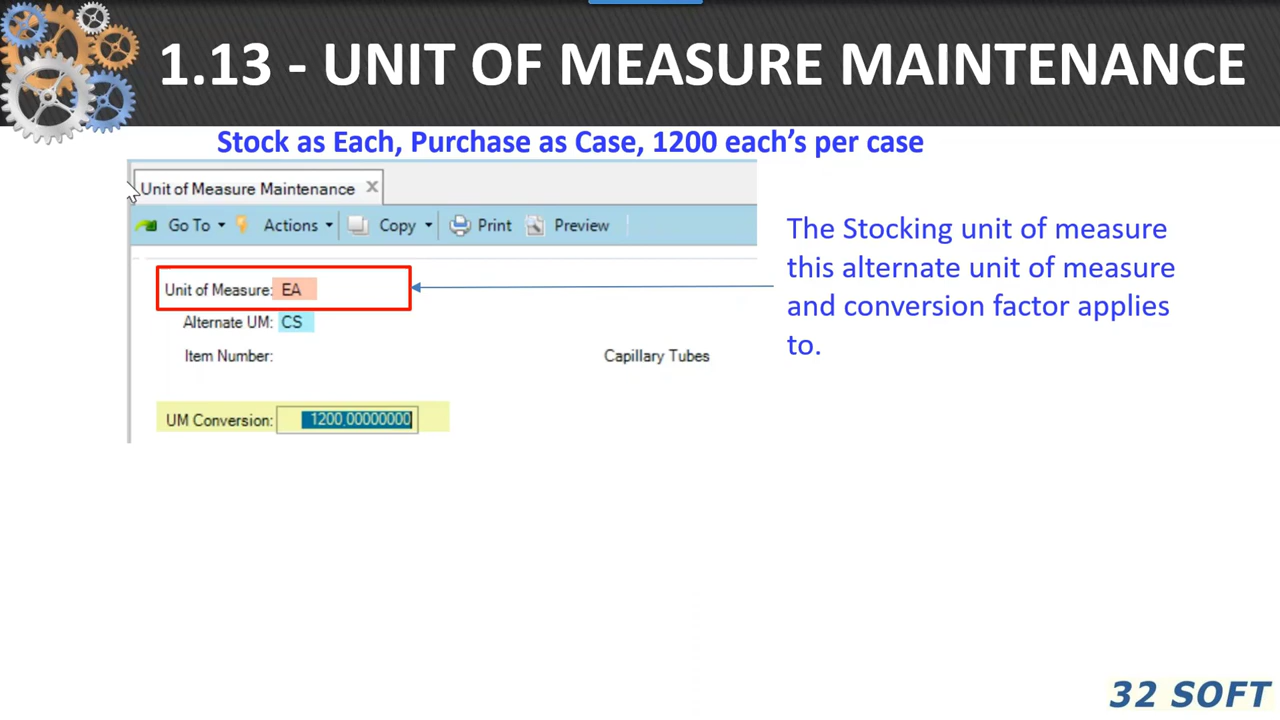 1.13 - UNIT OF MEASURE MAINTENANCE
Stock as Each, Purchase as Case, 1200 each's per case
Unit of Measure Maintenance
Go To Actions Copy Print Preview
Unit of Measure: EA
Alternate UM: CS
Item Number: Capillary Tubes
UM Conversion: 1200.00000000
The Stocking unit of measure
this alternate unit of measure
and conversion factor applies
to.
32 SOFT